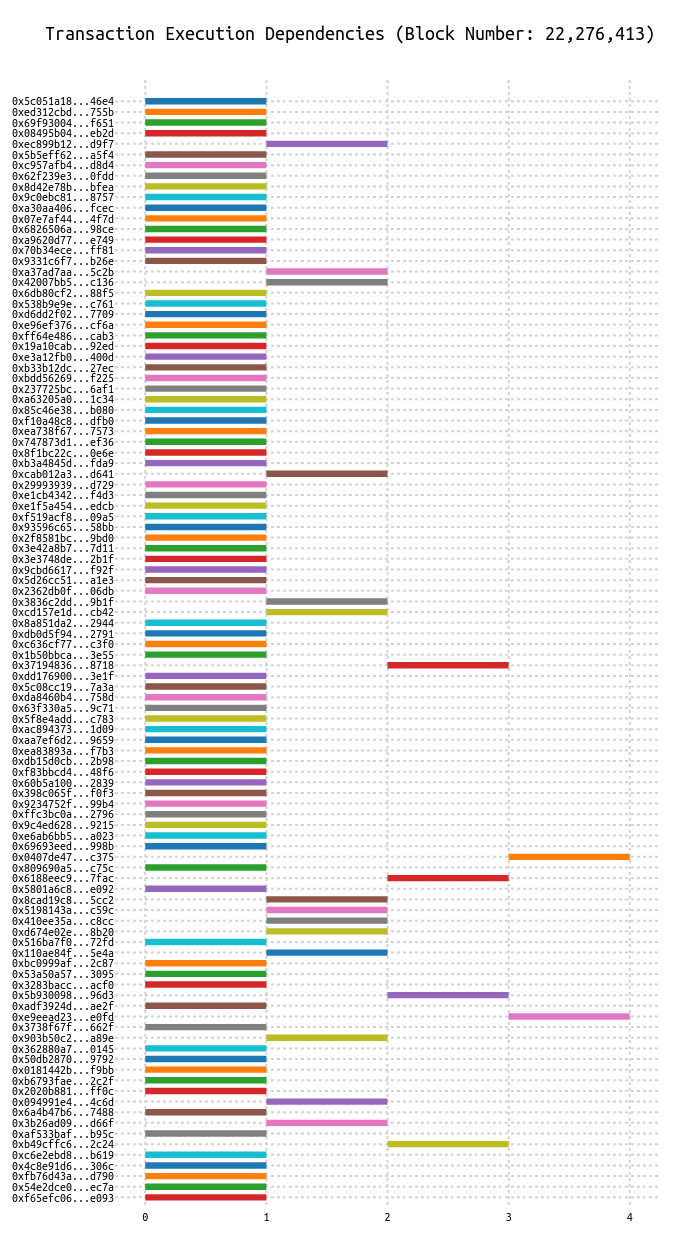 Transaction Execution Dependencies (Block Number: 22,276,413)
0x5c051a18...46e4
0xed312cbd...755b
0x69f93004...f651
0x08495b04...eb2d
0xec899b12...d9f7
0x5b5eff62...a5f4
0xc957afb4...d8d4
0x62f239e3...0fdd
0x8d42e78b...bfea
0x9c0ebc81...8757
0xa30aa406...fcec
0x07e7af44...4f7d
0x6826506a...98ce
0xa9620d77...e749
0x70b34ece...ff81
0x9331c6f7...b26e
0xa37ad7aa...5c2b
0x42007bb5...c136
0x6db80cf2...88f5
0x538b9e9e...c761
0xd6dd2f02...7709
0xe96ef376...cf6a
0xff64e486...cab3
0x19a10cab...92ed
0xe3a12fb0...400d
0xb33b12dc...27ec
0xbdd56269...f225
0x237725bc...6af1
0xa63205a0...1c34
0x85c46e38...b080
0xf10a48c8...dfb0
0xea738f67...7573
0x747873d1...ef36
0x8f1bc22c...0e6e
0xb3a4845d...fda9
0xcab012a3...d641
0x29993939...d729
0xe1cb4342...f4d3
0xe1f5a454...edcb
0xf519acf8...09a5
0x93596c65...58bb
0x2f8581bc...9bd0
0x3e42a8b7...7d11
0x3e3748de...2b1f
0x9cbd6617...f92f
0x5d26cc51...a1e3
0x2362db0f...06db
0x3836c2dd...9b1f
0xcd157e1d...cb42
0x8a851da2...2944
0xdb0d5f94...2791
0xc636cf77...c3f0
0x1b50bbca...3e55
0x37194836...8718
0xdd176900...3e1f
0x5c08cc19...7a3a
0xda8460b4...758d
0x63f330a5...9c71
0x5f8e4add...c783
0xac894373...1d09
0xaa7ef6d2...9659
0xea83893a...f7b3
0xdb15d0cb...2b98
0xf83bbcd4...48f6
0x60b5a100...2839
0x398c065f...f0f3
0x9234752f...99b4
0xffc3bc0a...2796
0x9c4ed628...9215
0xe6ab6bb5...a023
0x69693eed...998b
0x0407de47...c375
0x809690a5...c75c
0x6188eec9...7fac
0x5801a6c8...e092
0x8cad19c8...5cc2
0x5198143a...c59c
0x410ee35a...c8cc
0xd674e02e...8b20
0x516ba7f0...72fd
0x110ae84f...5e4a
0xbc0999af...2c87
0x53a50a57...3095
0x3283bacc...acf0
0x5b930098...96d3
0xadf3924d...ae2f
0xe9eead23...e0fd
0x3738f67f...662f
0x903b50c2...a89e
0x362880a7...0145
0x50db2870...9792
0x0181442b...f9bb
0xb6793fae...2c2f
0x2020b881...ff0c
0x094991e4...4c6d
0x6a4b47b6...7488
0x3b26ad09...d66f
0xaf533baf...b95c
0xb49cffc6...2c24
0xc6e2ebd8...b619
0x4c8e91d6...306c
0xfb76d43a...d790
0x54e2dce0...ec7a
0xf65efc06...e093
0 1 2 3 4